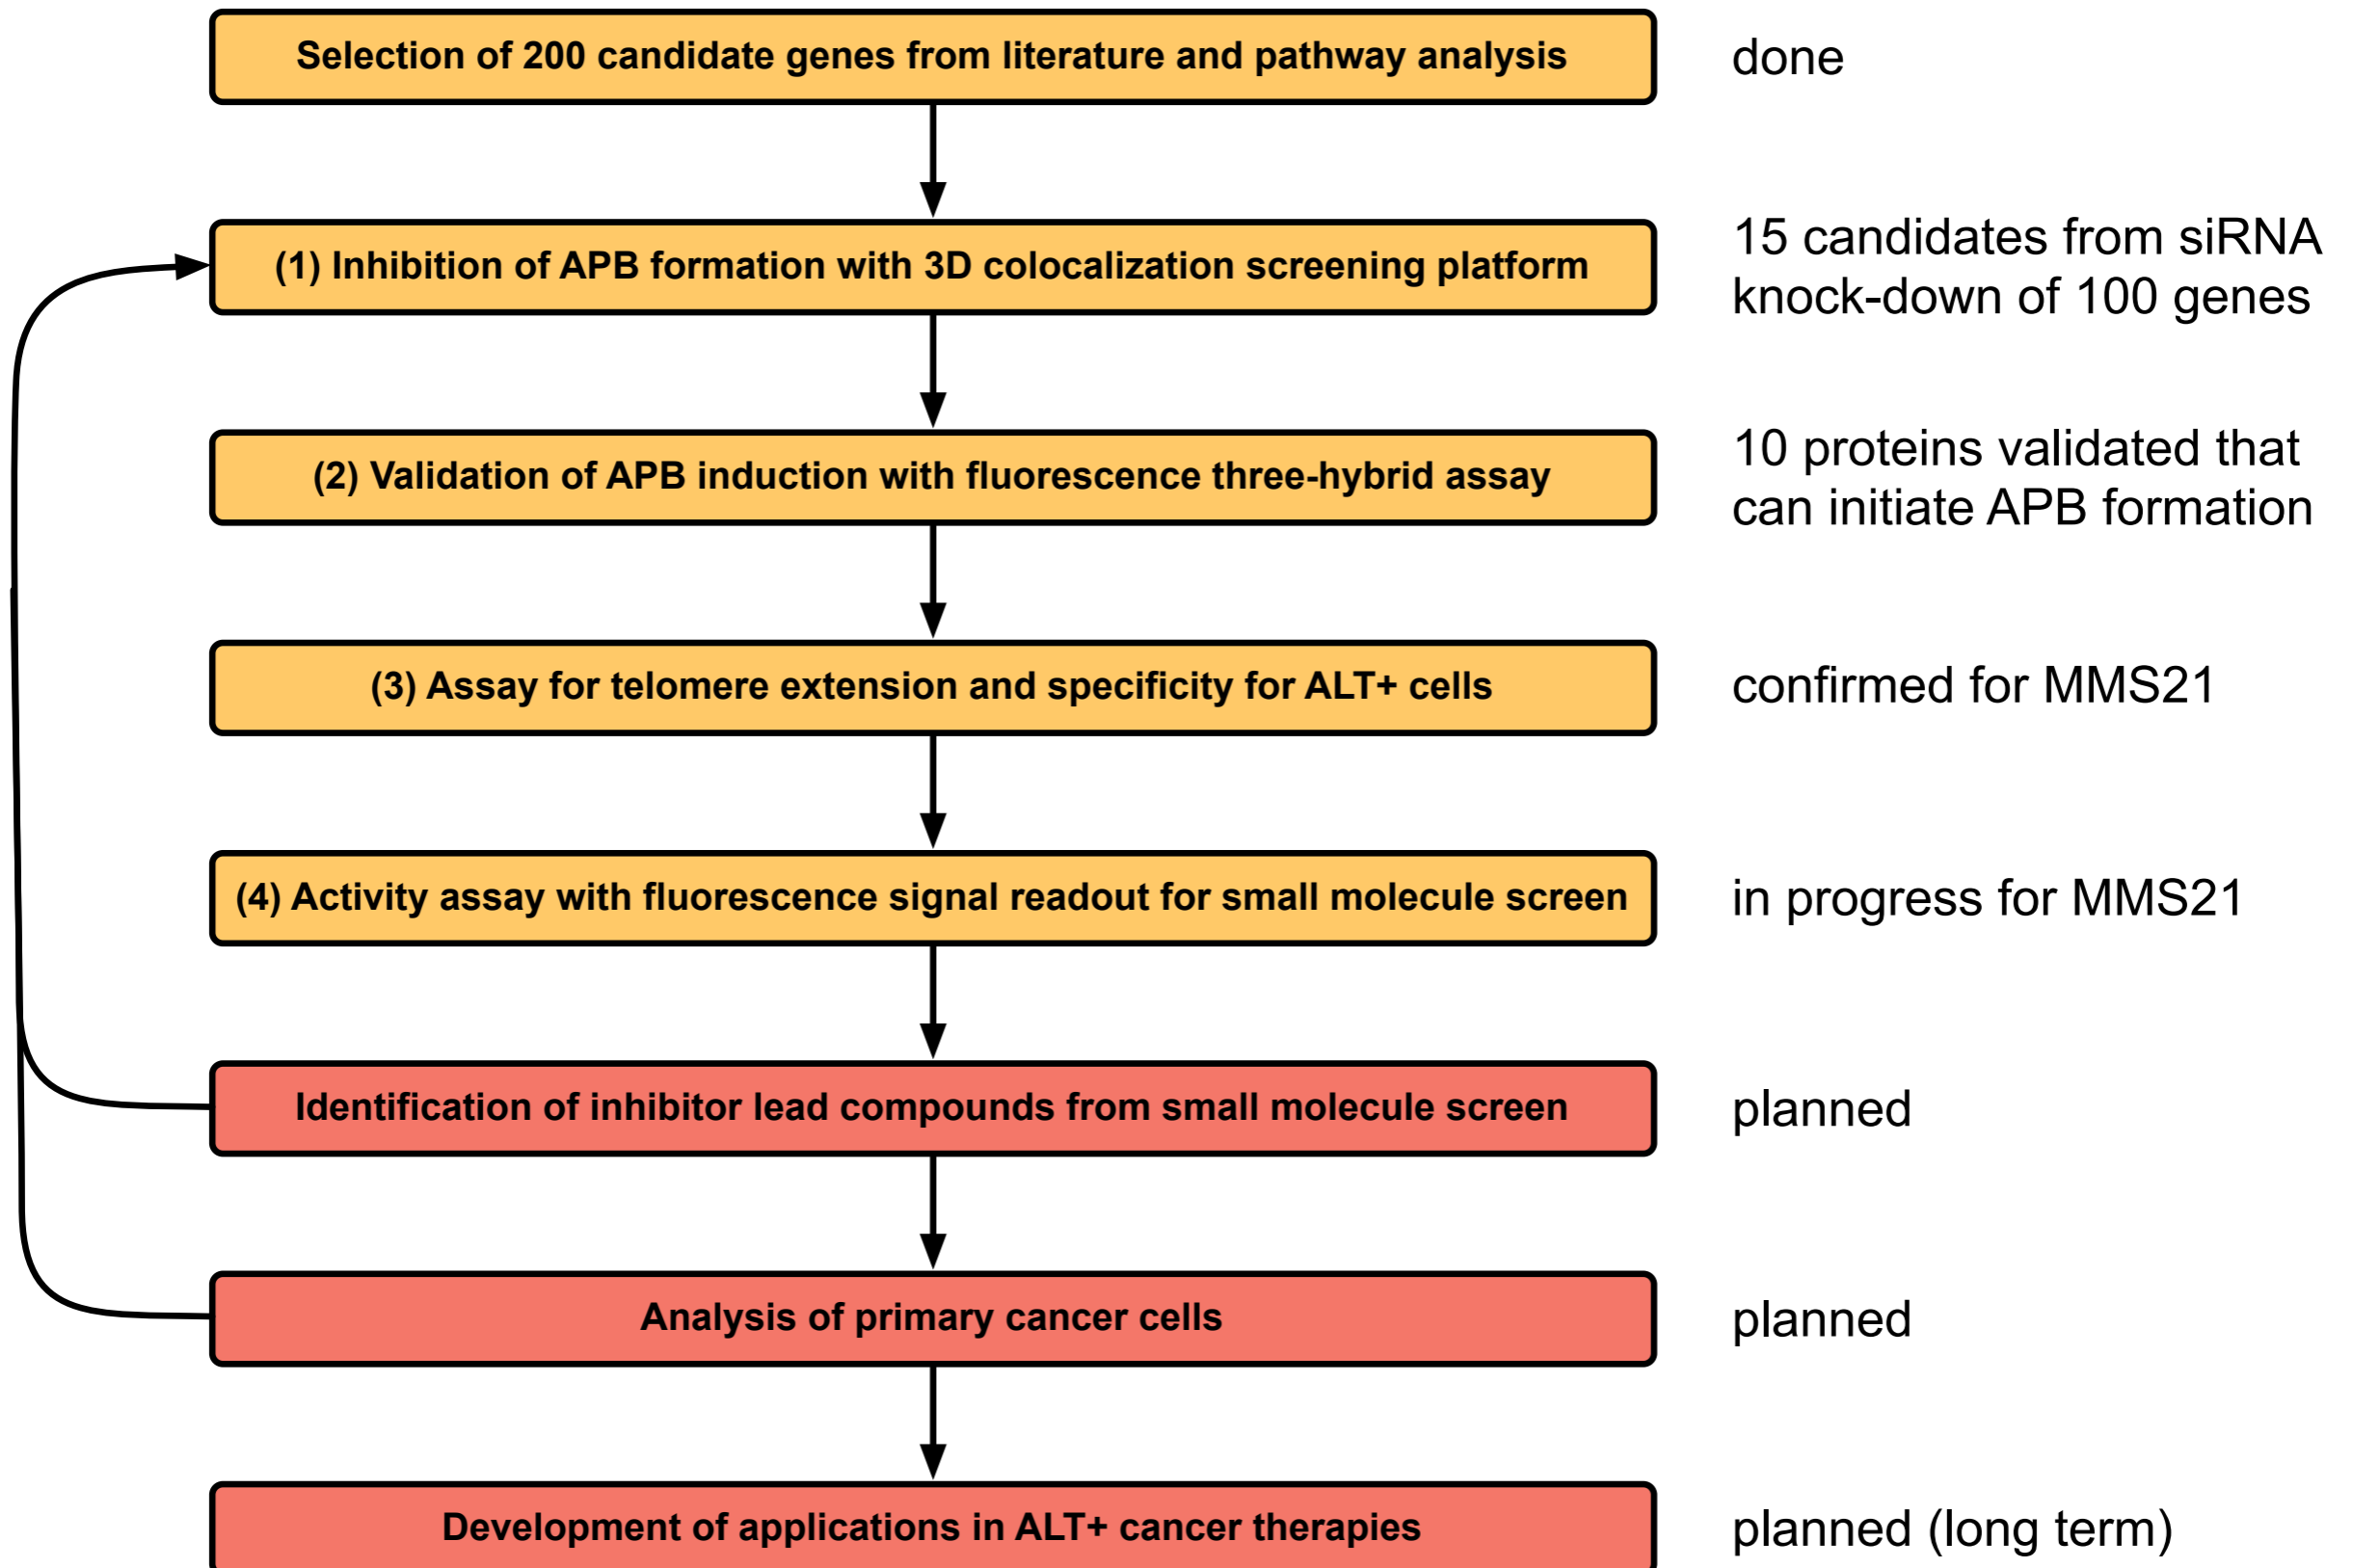 Selection of 200 candidate genes from literature and pathway analysis
done
(1) Inhibition of APB formation with 3D colocalization screening platform
15 candidates from siRNA
knock-down of 100 genes
(2) Validation of APB induction with fluorescence three-hybrid assay
10 proteins validated that
can initiate APB formation
(3) Assay for telomere extension and specificity for ALT+ cells
confirmed for MMS21
(4) Activity assay with fluorescence signal readout for small molecule screen
in progress for MMS21
Identification of inhibitor lead compounds from small molecule screen
planned
Analysis of primary cancer cells
planned
Development of applications in ALT+ cancer therapies
planned (long term)